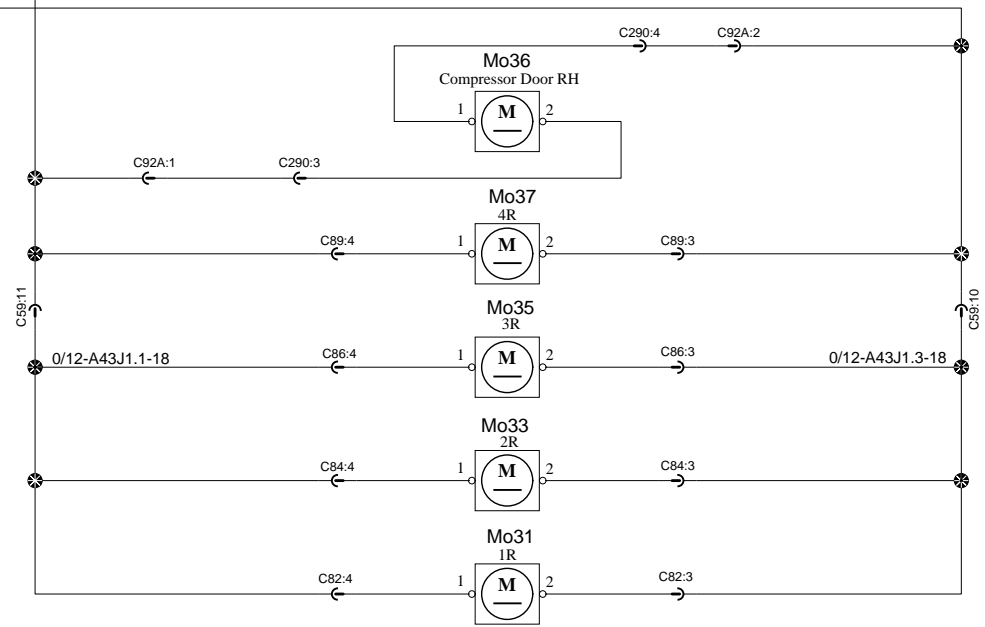 C290:4 C92A:2
Mo36
Compressor Door RH
1 M 2
C92A:1 C290:3
Mo37
4R
C89:4 1 M 2 C89:3
C59:11 C59:10
Mo35
3R
0/12-A43J1.1-18 C86:4 1 M 2 C86:3 0/12-A43J1.3-18
Mo33
2R
C84:4 1 M 2 C84:3
Mo31
1R
C82:4 1 M 2 C82:3